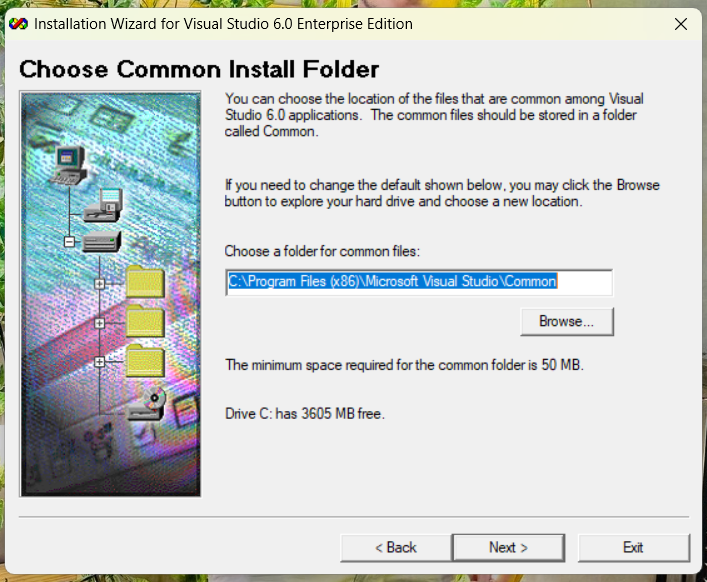 Installation Wizard for Visual Studio 6.0 Enterprise Edition
Choose Common Install Folder
You can choose the location of the files that are common among Visual
Studio 6.0 applications.  The common files should be stored in a folder
called Common.
If you need to change the default shown below, you may click the Browse
button to explore your hard drive and choose a new location.
Choose a folder for common files:
C:\Program Files (x86)\Microsoft Visual Studio\Common
Browse...
The minimum space required for the common folder is 50 MB.
Drive C: has 3605 MB free.
< Back
Next >
Exit